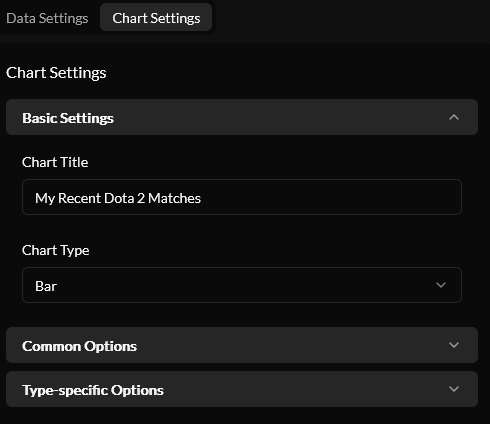 Data Settings Chart Settings
Chart Settings
Basic Settings
Chart Title
My Recent Dota 2 Matches
Chart Type
Bar
Common Options
Type-specific Options